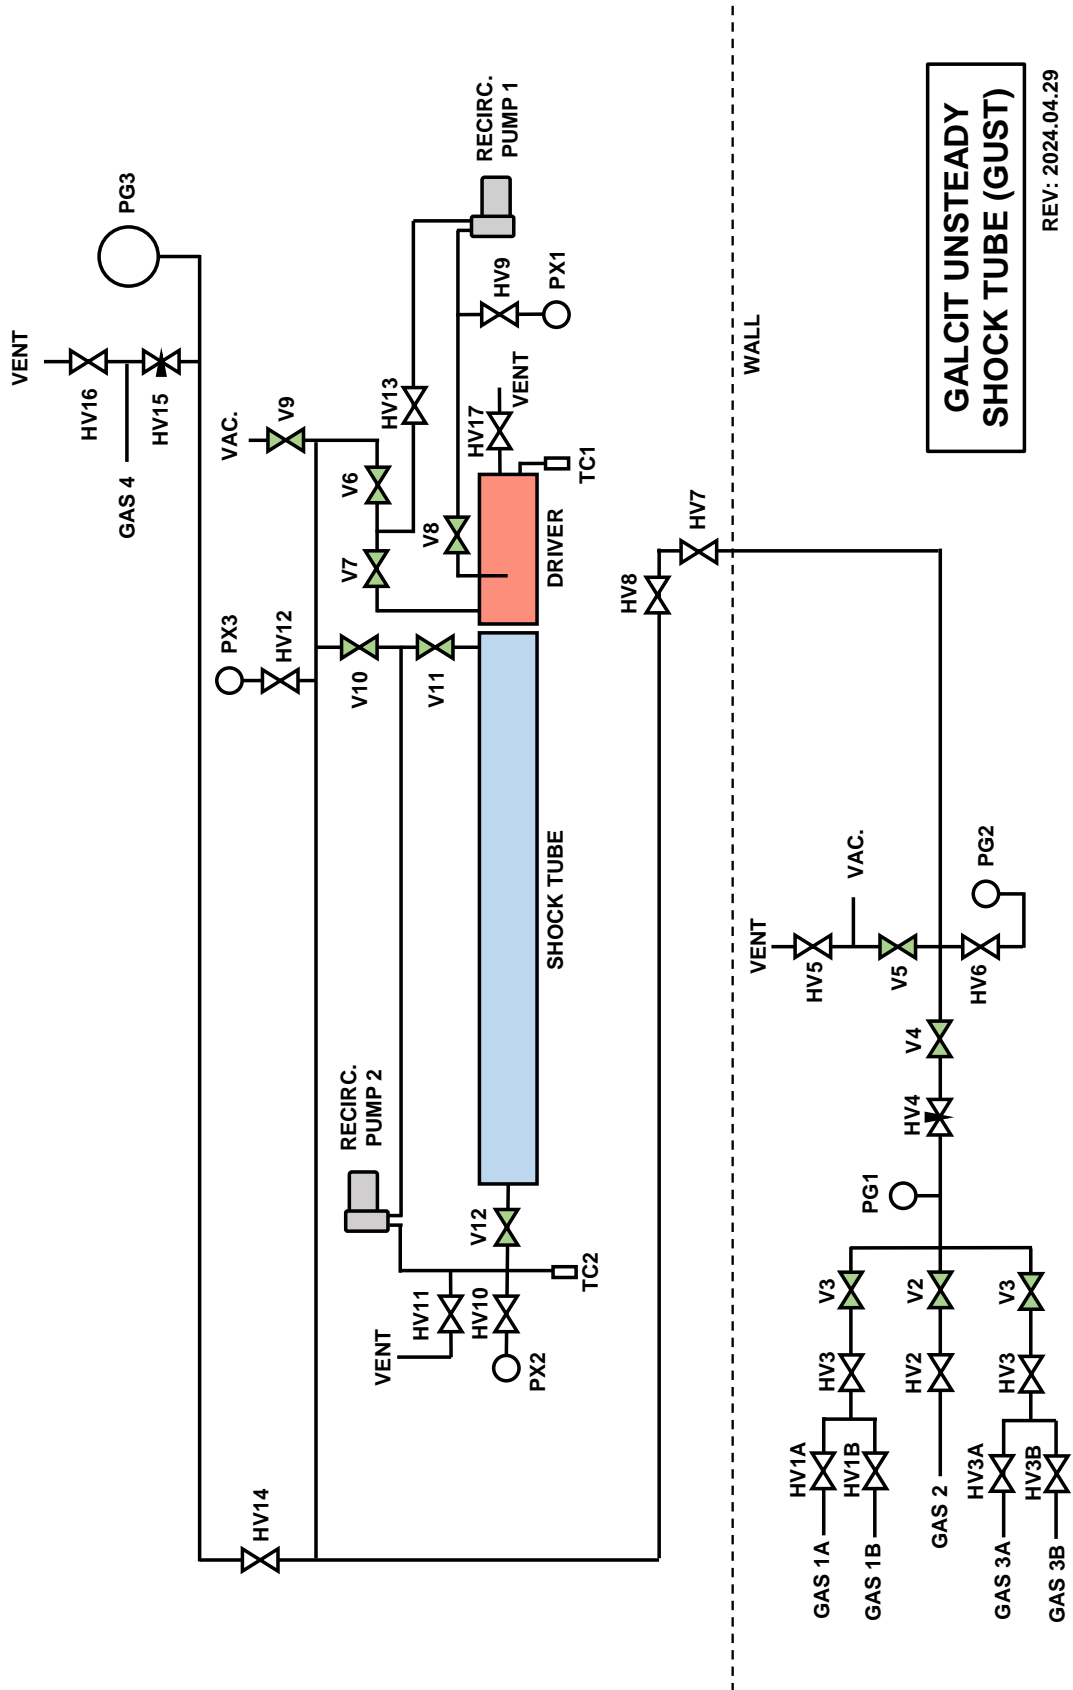 VENT
HV16
GAS 4
PG3
HV15
PX3
VAC.
HV14
HV12
V9
RECIRC.
PUMP 2
V10
V7
V6
VENT
HV13
HV11
V11
V8
HV10
V12
HV17
RECIRC.
PUMP 1
HV9
VENT
PX2
SHOCK TUBE
DRIVER
PX1
TC2
TC1
HV8
HV7
WALL
VENT
HV1A
HV3
V3
HV5
GAS 1A
HV1B
VAC.
GAS 1B
PG1
V5
HV2
V2
HV4
V4
GAS 2
HV3A
HV6
PG2
GAS 3A
HV3
V3
HV3B
GAS 3B
GALCIT UNSTEADY
SHOCK TUBE (GUST)
REV: 2024.04.29